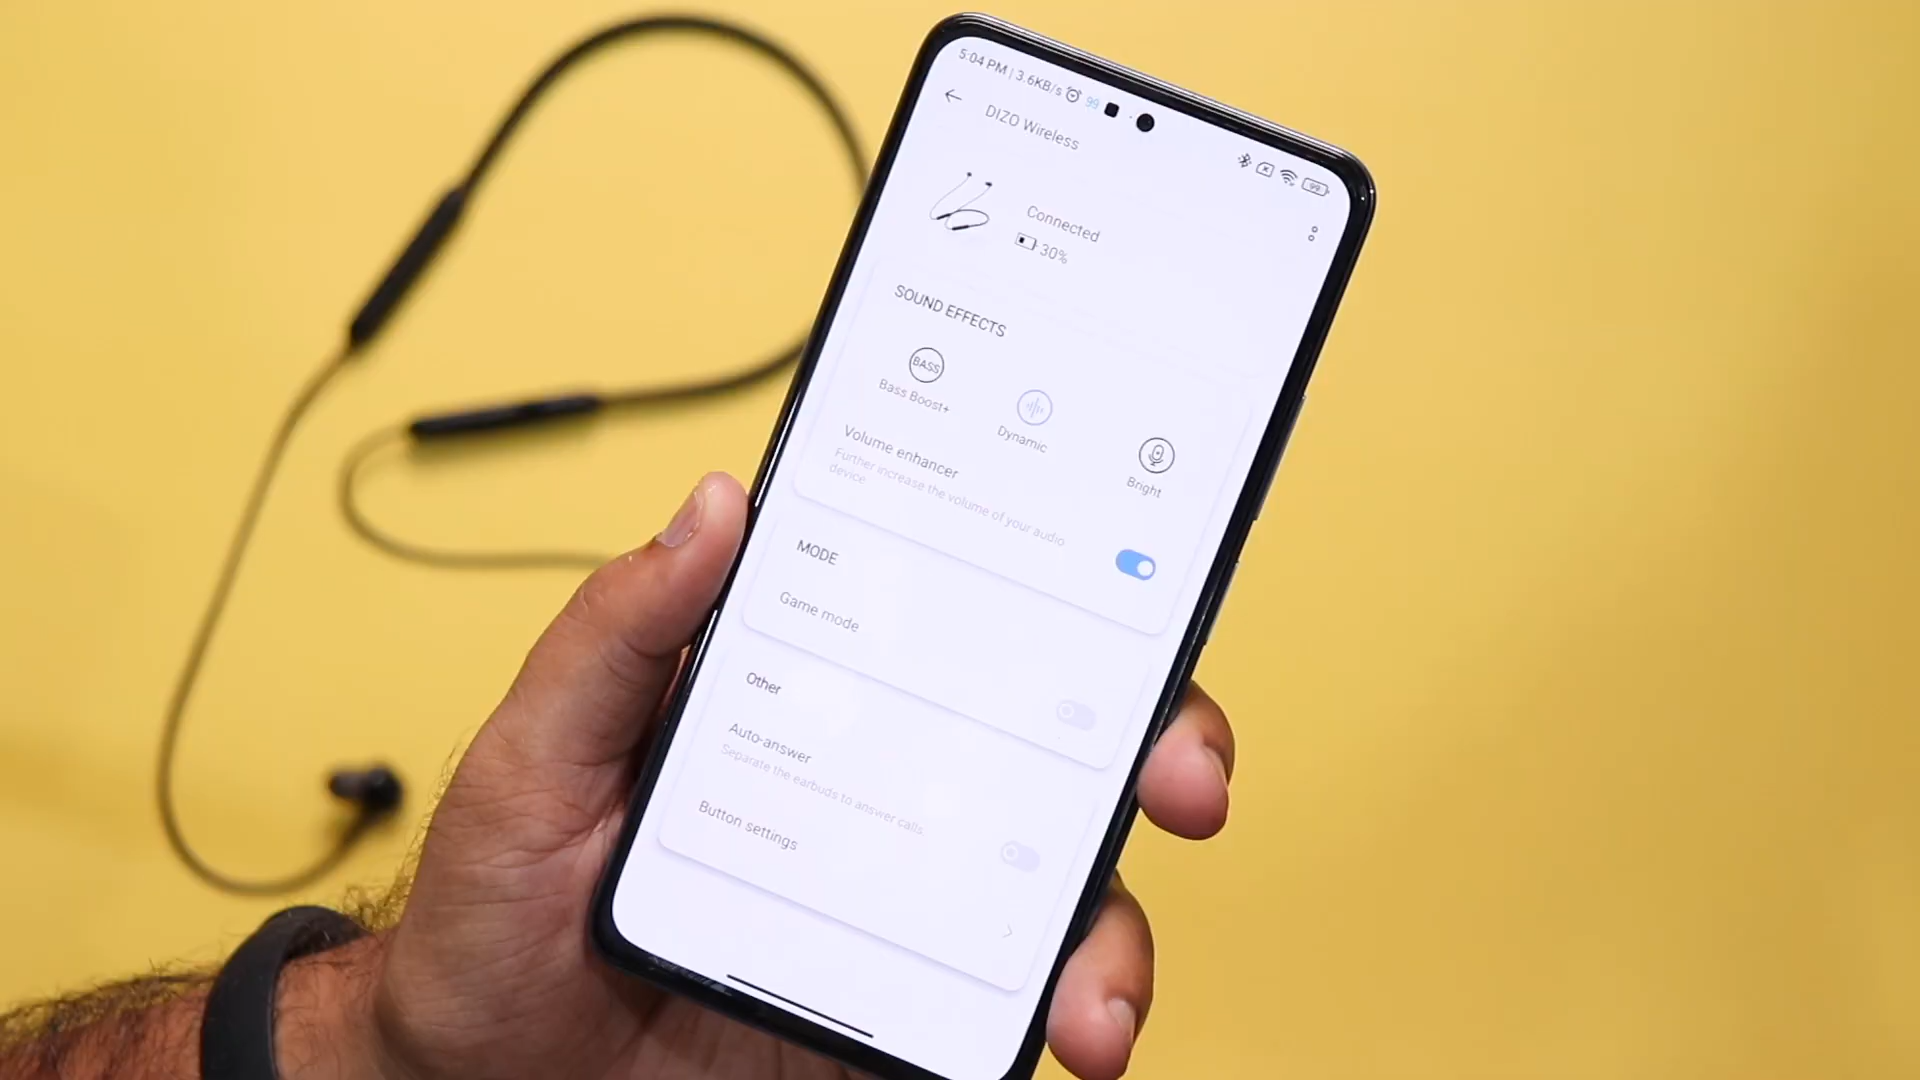 5:04 PM | 3.6KB/s 99
99
DIZO Wireless
Connected
30%
SOUND EFFECTS
BASS
Bass Boost+
Dynamic
Bright
Volume enhancer
Further increase the volume of your audio
device
MODE
Game mode
Other
Auto-answer
Separate the earbuds to answer calls.
Button settings